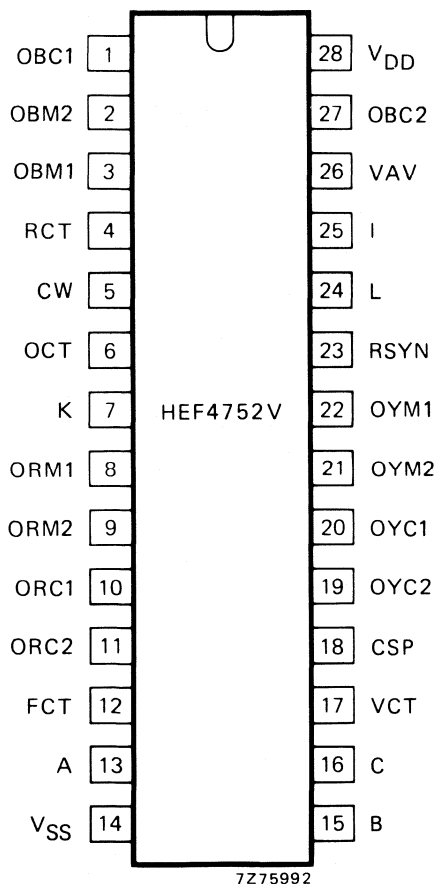 OBC1 1 28 VDD
OBM2 2 27 OBC2
OBM1 3 26 VAV
RCT 4 25 I
CW 5 24 L
OCT 6 23 RSYN
K 7 HEF4752V 22 OYM1
ORM1 8 21 OYM2
ORM2 9 20 OYC1
ORC1 10 19 OYC2
ORC2 11 18 CSP
FCT 12 17 VCT
A 13 16 C
VSS 14 15 B
7Z75992